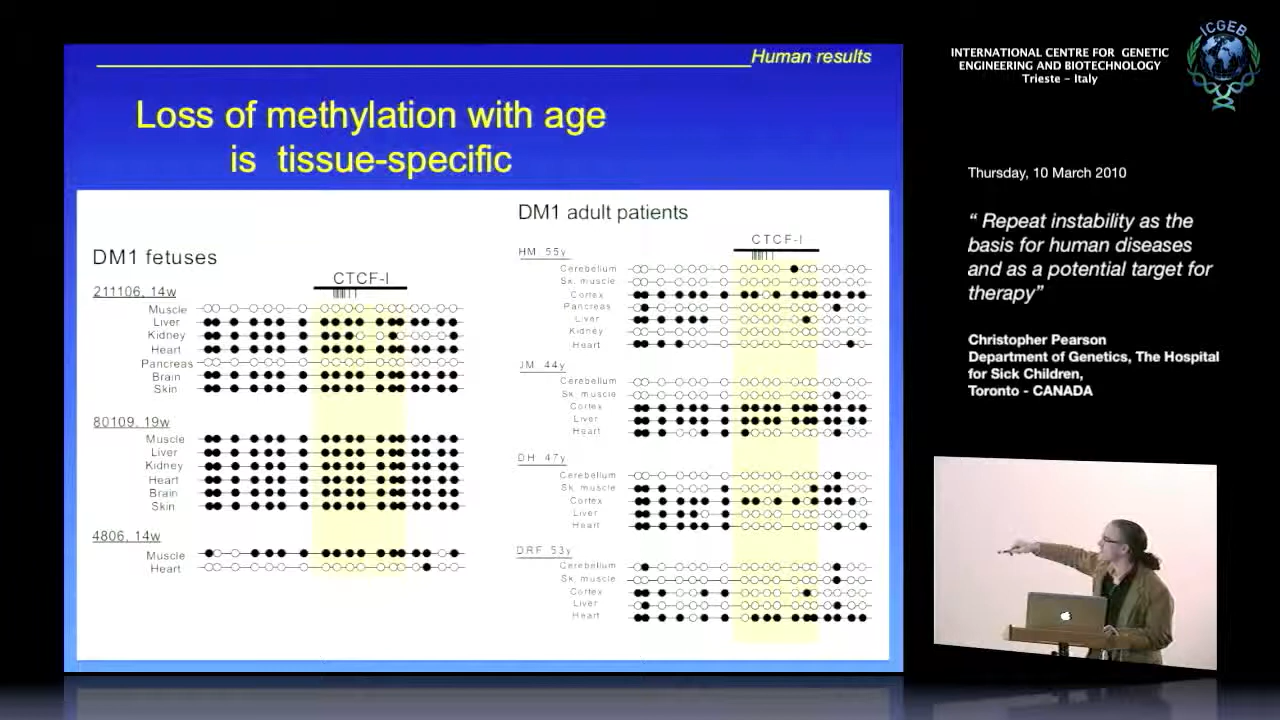 Human results
Loss of methylation with age
is tissue-specific
DM1 fetuses
CTCF-I
211106, 14w
Muscle
Liver
Kidney
Heart
Pancreas
Brain
Skin
80109, 19w
Muscle
Liver
Kidney
Heart
Brain
Skin
4806, 14w
Muscle
Heart
DM1 adult patients
CTCF-I
HM 55y
Cerebellum
Sk. muscle
Cortex
Pancreas
Liver
Kidney
Heart
JM 44y
Cerebellum
Sk. muscle
Cortex
Liver
Heart
DH 47y
Cerebellum
Sk. muscle
Cortex
Liver
Heart
DRF 53y
Cerebellum
Sk. muscle
Cortex
Liver
Heart
INTERNATIONAL CENTRE FOR GENETIC
ENGINEERING AND BIOTECHNOLOGY
Trieste - Italy
ICGEB
Thursday, 10 March 2010
“ Repeat instability as the
basis for human diseases
and as a potential target for
therapy”
Christopher Pearson
Department of Genetics, The Hospital
for Sick Children,
Toronto - CANADA